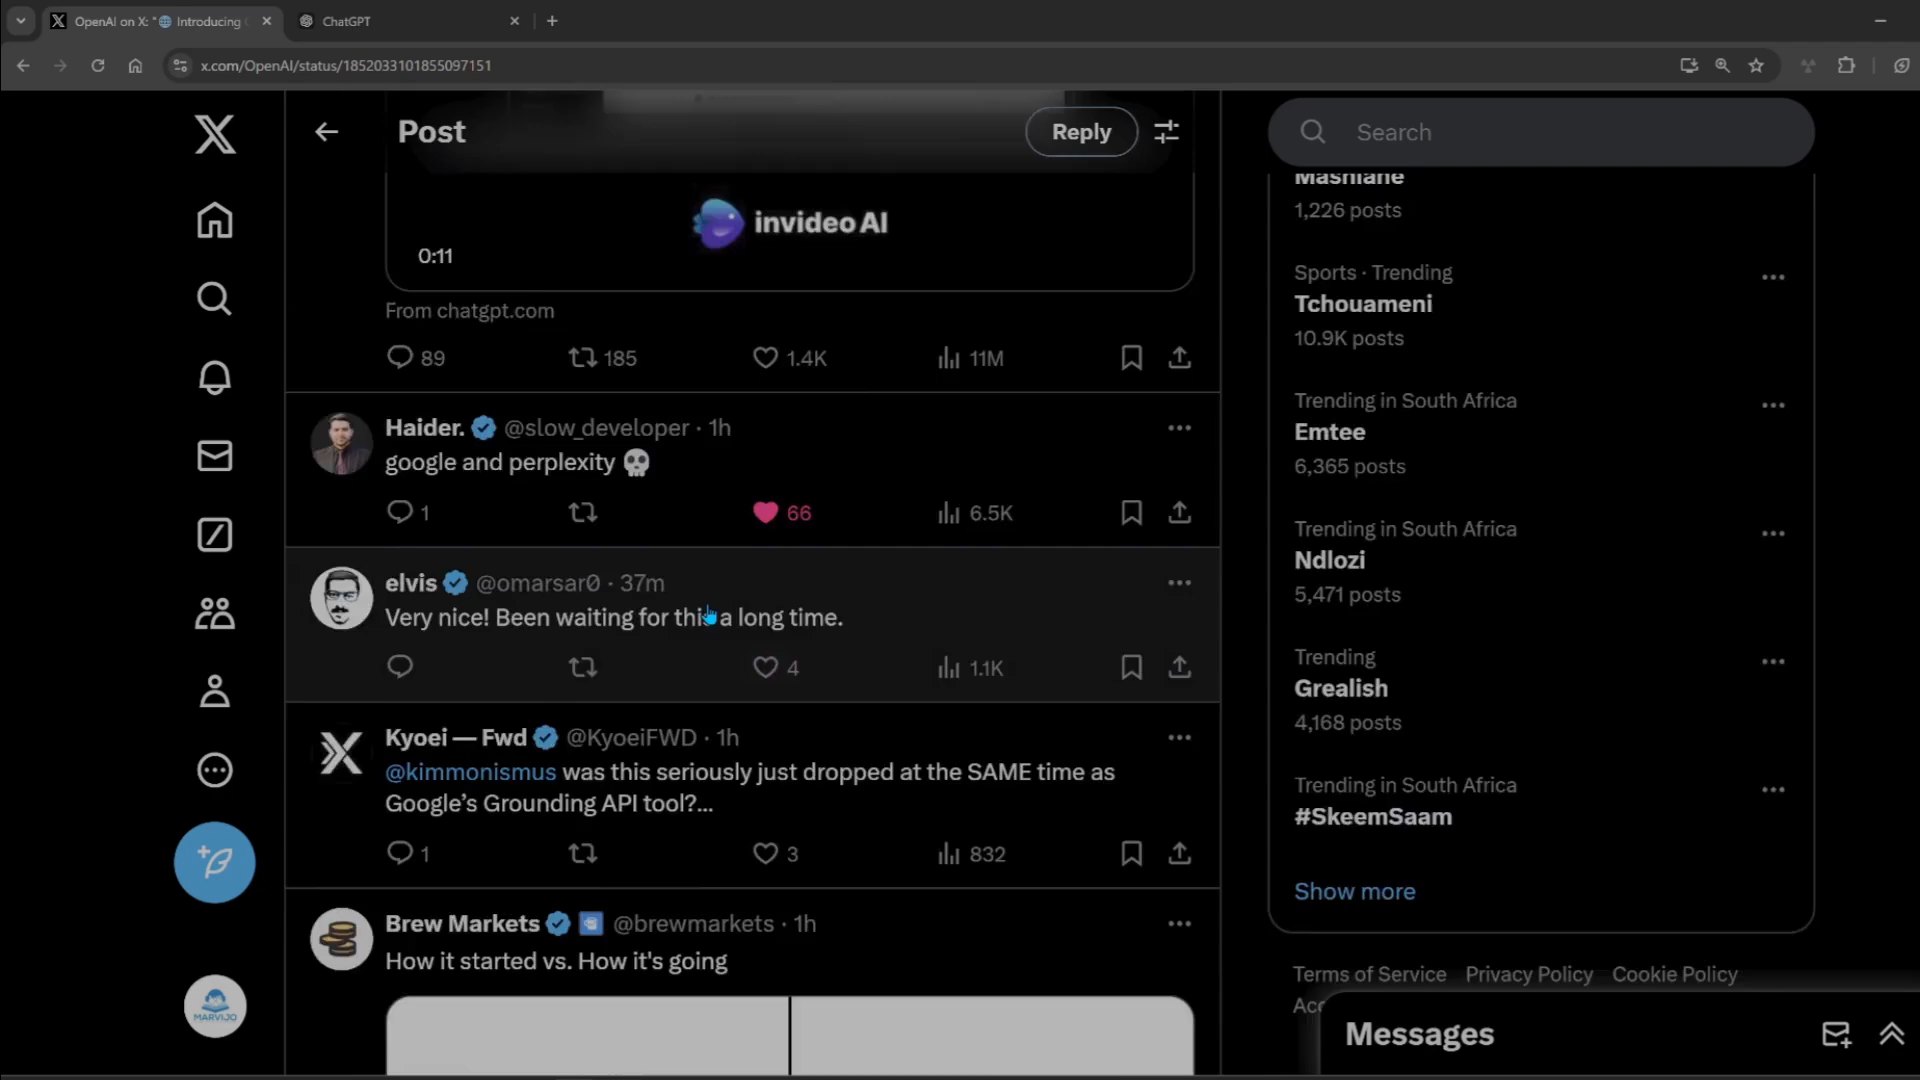 OpenAI on X: "🌐 Introducing
ChatGPT
x.com/OpenAI/status/1852033101855097151
Post
Reply
Search
invideo AI
0:11
From chatgpt.com
89
185
1.4K
11M
Haider. @slow_developer · 1h
google and perplexity 💀
1
66
6.5K
elvis @omarsar0 · 37m
Very nice! Been waiting for this a long time.
4
1.1K
Kyoei — Fwd @KyoeiFWD · 1h
@kimmonismus was this seriously just dropped at the SAME time as
Google's Grounding API tool?...
1
3
832
Brew Markets @brewmarkets · 1h
How it started vs. How it's going
MARVIJO
Mashlane
1,226 posts
Sports · Trending
Tchouameni
10.9K posts
Trending in South Africa
Emtee
6,365 posts
Trending in South Africa
Ndlozi
5,471 posts
Trending
Grealish
4,168 posts
Trending in South Africa
#SkeemSaam
Show more
Terms of Service Privacy Policy Cookie Policy
Messages